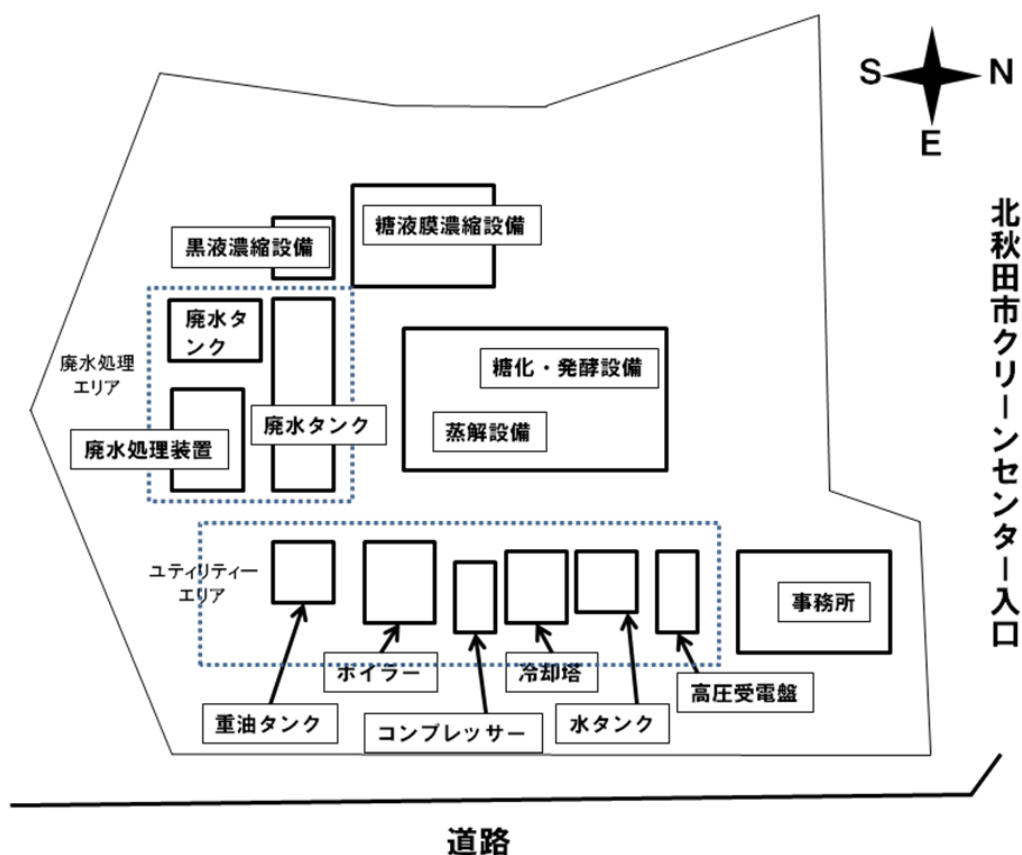 S
N
E
北秋田市クリーンセンター入口
糖液膜濃縮設備
黒液濃縮設備
廃水タ
ンク
廃水処理
エリア
糖化・発酵設備
廃水タンク
蒸解設備
廃水処理装置
ユティリティー
エリア
事務所
ボイラー
冷却塔
高圧受電盤
重油タンク
コンプレッサー
水タンク
道路